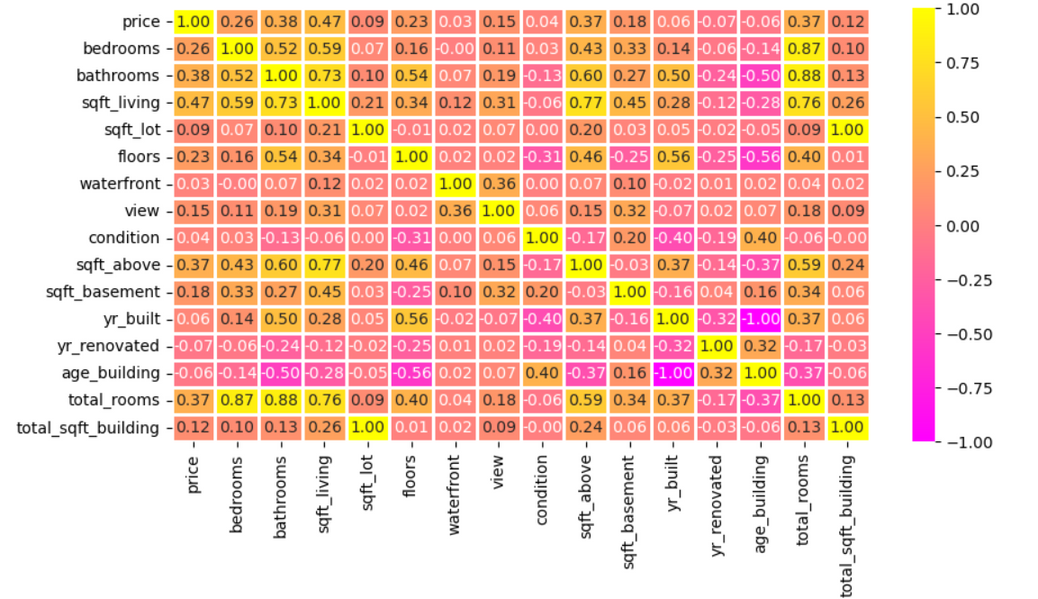 1.00
price 1.00 0.26 0.38 0.47 0.09 0.23 0.03 0.15 0.04 0.37 0.18 0.06 -0.07 -0.06 0.37 0.12
bedrooms 0.26 1.00 0.52 0.59 0.07 0.16 -0.00 0.11 0.03 0.43 0.33 0.14 -0.06 -0.14 0.87 0.10
0.75
bathrooms 0.38 0.52 1.00 0.73 0.10 0.54 0.07 0.19 -0.13 0.60 0.27 0.50 -0.24 -0.50 0.88 0.13
sqft_living 0.47 0.59 0.73 1.00 0.21 0.34 0.12 0.31 -0.06 0.77 0.45 0.28 -0.12 -0.28 0.76 0.26
0.50
sqft_lot 0.09 0.07 0.10 0.21 1.00 -0.01 0.02 0.07 0.00 0.20 0.03 0.05 -0.02 -0.05 0.09 1.00
floors 0.23 0.16 0.54 0.34 -0.01 1.00 0.02 0.02 -0.31 0.46 -0.25 0.56 -0.25 -0.56 0.40 0.01
0.25
waterfront 0.03 -0.00 0.07 0.12 0.02 0.02 1.00 0.36 0.00 0.07 0.10 -0.02 0.01 0.02 0.04 0.02
view 0.15 0.11 0.19 0.31 0.07 0.02 0.36 1.00 0.06 0.15 0.32 -0.07 0.02 0.07 0.18 0.09
0.00
condition 0.04 0.03 -0.13 -0.06 0.00 -0.31 0.00 0.06 1.00 -0.17 0.20 -0.40 -0.19 0.40 -0.06 -0.00
sqft_above 0.37 0.43 0.60 0.77 0.20 0.46 0.07 0.15 -0.17 1.00 -0.03 0.37 -0.14 -0.37 0.59 0.24
-0.25
sqft_basement 0.18 0.33 0.27 0.45 0.03 -0.25 0.10 0.32 0.20 -0.03 1.00 -0.16 0.04 0.16 0.34 0.06
yr_built 0.06 0.14 0.50 0.28 0.05 0.56 -0.02 -0.07 -0.40 0.37 -0.16 1.00 -0.32 -1.00 0.37 0.06
-0.50
yr_renovated -0.07 -0.06 -0.24 -0.12 -0.02 -0.25 0.01 0.02 -0.19 -0.14 0.04 -0.32 1.00 0.32 -0.17 -0.03
age_building -0.06 -0.14 -0.50 -0.28 -0.05 -0.56 0.02 0.07 0.40 -0.37 0.16 -1.00 0.32 1.00 -0.37 -0.06
-0.75
total_rooms 0.37 0.87 0.88 0.76 0.09 0.40 0.04 0.18 -0.06 0.59 0.34 0.37 -0.17 -0.37 1.00 0.13
total_sqft_building 0.12 0.10 0.13 0.26 1.00 0.01 0.02 0.09 -0.00 0.24 0.06 0.06 -0.03 -0.06 0.13 1.00
-1.00
price
bedrooms
bathrooms
sqft_living
sqft_lot
floors
waterfront
view
condition
sqft_above
sqft_basement
yr_built
yr_renovated
age_building
total_rooms
total_sqft_building